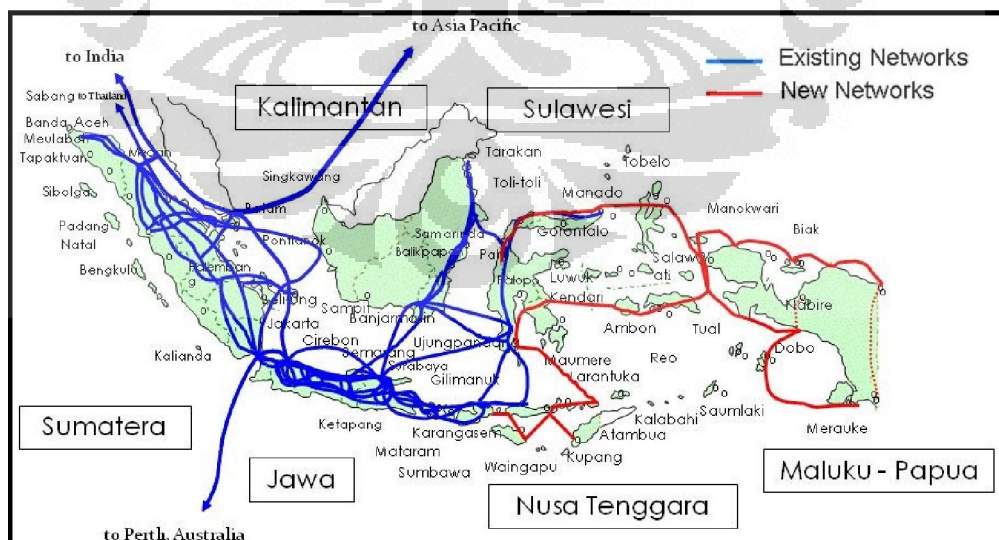 to Asia Pacific
to India
Existing Networks
New Networks
Sabang to Thailand
Kalimantan
Sulawesi
Banda Aceh
Meulaboh
Medan
Tapaktuan
Tarakan
Tobelo
Singkawang
Toli-toli
Manado
Sibolga
Batam
Manokwari
Padang
Pontianak
Samarinda
Gorontalo
Biak
Natal
Balikpapan
Palu
Salawati
Bengkulu
Palembang
Palopo
Luwuk
Belitung
Sampit
Kendari
Nabire
Jakarta
Banjarmasin
Ambon
Tual
Cirebon
Semarang
Ujungpandang
Dobo
Kalianda
Surabaya
Maumere
Reo
Gilimanuk
Larantuka
Sumatera
Ketapang
Karangasem
Kalabahi
Saumlaki
Atambua
Merauke
Mataram
Kupang
Jawa
Sumbawa
Waingapu
Maluku - Papua
Nusa Tenggara
to Perth, Australia